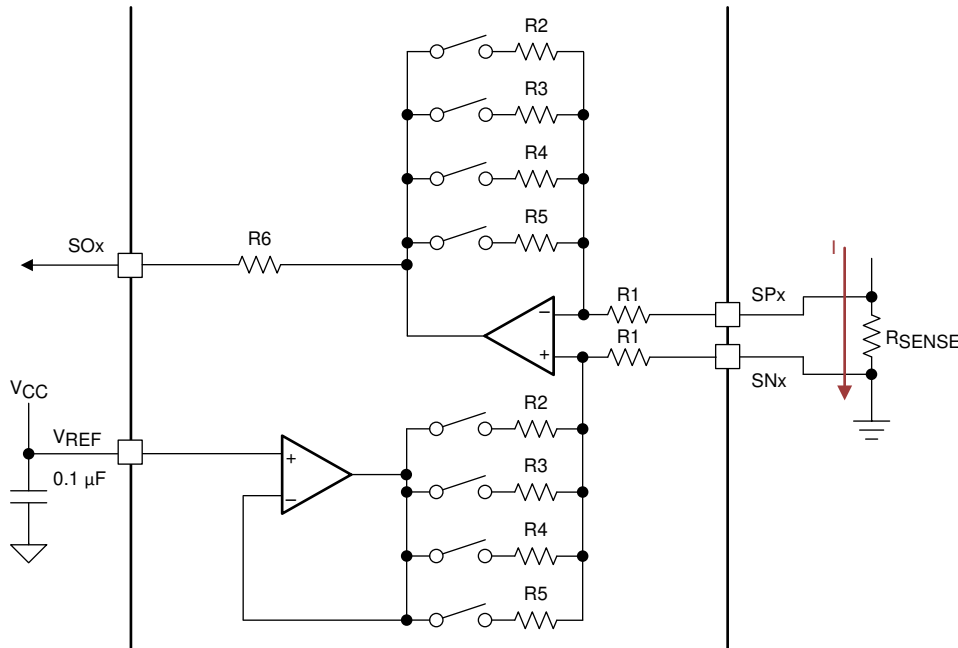 R2
R3
R4
R5
SOx
R6
I
R1
SPx
−
R1
RSENSE
+
SNx
VCC
VREF
R2
+
0.1 µF
R3
−
R4
R5